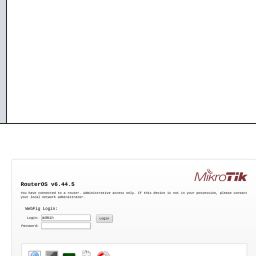 MikroTik
RouterOS v6.44.5
You have connected to a router. Administrative access only. If this device is not in your possession, please contact
your local network administrator.
WebFig Login:
Login: admin
Login
Password: